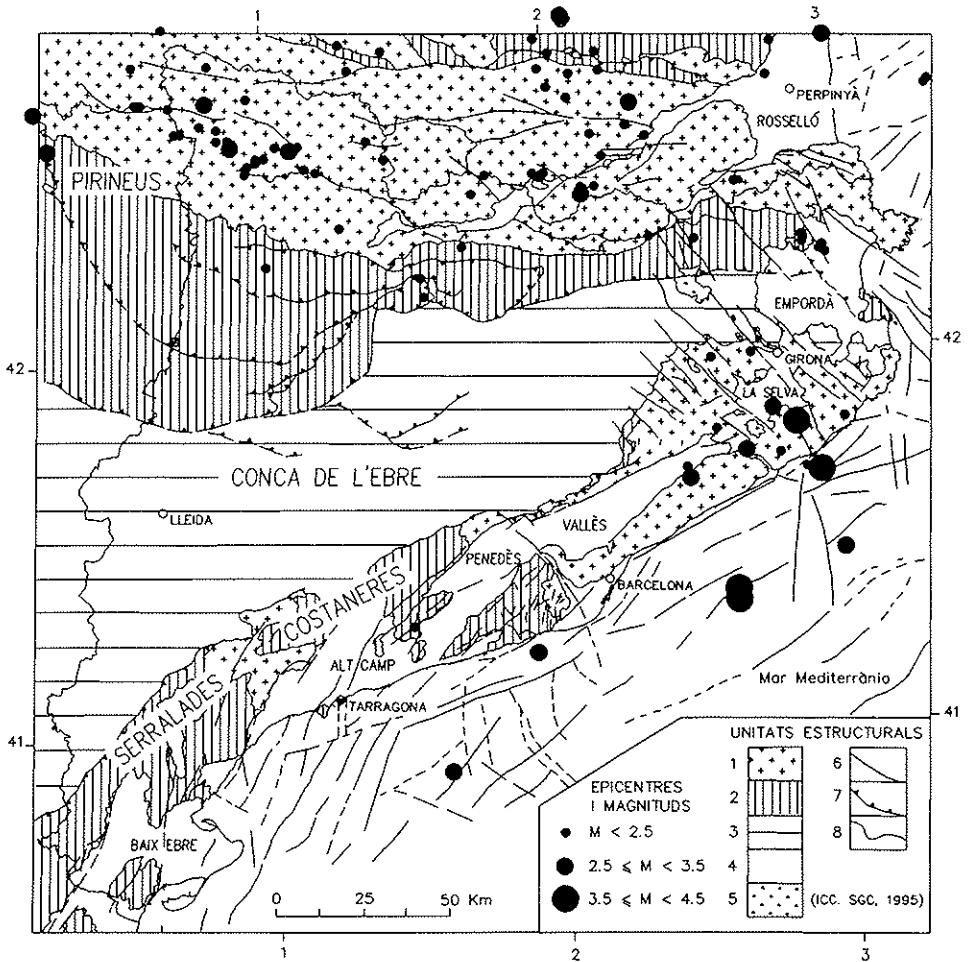 1 2 3
PERPINYÀ
ROSSELLÓ
PIRINEUS
EMPORDÀ
42
GIRONA
42
LA SELVA
CONCA DE L'EBRE
LLEIDA
VALLÈS
PENEDÈS
BARCELONA
SERRALADES COSTANERES
ALT CAMP
Mar Mediterrànio
TARRAGONA
41
41
UNITATS ESTRUCTURALS
1 6
EPICENTRES
I MAGNITUDS
2 7
M < 2.5
3 8
2.5 ⩽ M < 3.5
4
3.5 ⩽ M < 4.5
5 (ICC. SGC, 1995)
BAIX EBRE
0 25 50 Km
1 2 3